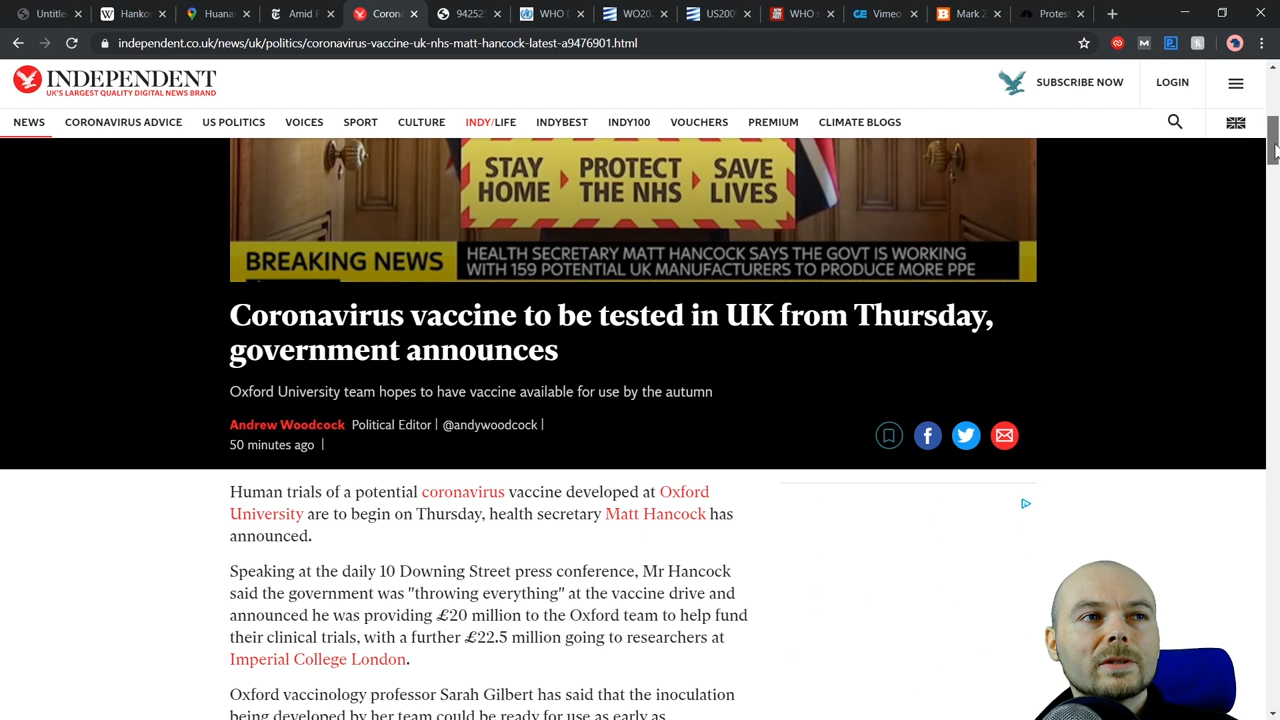 Untitle
Hanko
Huana
Amid P
Coron
94252
WHO D
WO20
US200
WHO s
Vimeo
Mark Z
Protes
independent.co.uk/news/uk/politics/coronavirus-vaccine-uk-nhs-matt-hancock-latest-a9476901.html
INDEPENDENT
UK'S LARGEST QUALITY DIGITAL NEWS BRAND
SUBSCRIBE NOW
LOGIN
NEWS CORONAVIRUS ADVICE US POLITICS VOICES SPORT CULTURE INDY/LIFE INDYBEST INDY100 VOUCHERS PREMIUM CLIMATE BLOGS
STAY HOME
PROTECT THE NHS
SAVE LIVES
BREAKING NEWS
HEALTH SECRETARY MATT HANCOCK SAYS THE GOVT IS WORKING
WITH 159 POTENTIAL UK MANUFACTURERS TO PRODUCE MORE PPE
Coronavirus vaccine to be tested in UK from Thursday,
government announces
Oxford University team hopes to have vaccine available for use by the autumn
Andrew Woodcock Political Editor | @andywoodcock |
50 minutes ago |
Human trials of a potential coronavirus vaccine developed at Oxford
University are to begin on Thursday, health secretary Matt Hancock has
announced.
Speaking at the daily 10 Downing Street press conference, Mr Hancock
said the government was "throwing everything" at the vaccine drive and
announced he was providing £20 million to the Oxford team to help fund
their clinical trials, with a further £22.5 million going to researchers at
Imperial College London.
Oxford vaccinology professor Sarah Gilbert has said that the inoculation
being developed by her team could be ready for use as early as